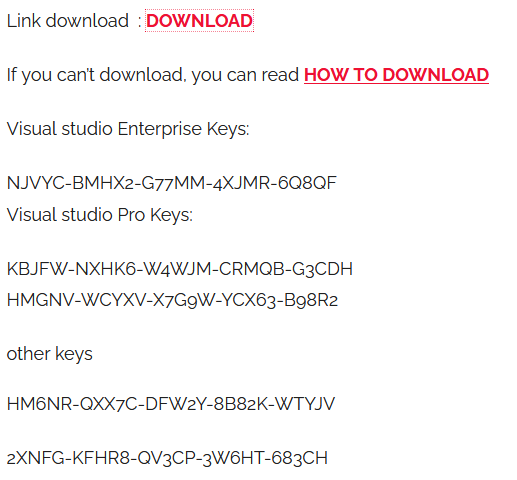 Link download : DOWNLOAD
If you can’t download, you can read HOW TO DOWNLOAD
Visual studio Enterprise Keys:
NJVYC-BMHX2-G77MM-4XJMR-6Q8QF
Visual studio Pro Keys:
KBJFW-NXHK6-W4WJM-CRMQB-G3CDH
HMGNV-WCYXV-X7G9W-YCX63-B98R2
other keys
HM6NR-QXX7C-DFW2Y-8B82K-WTYJV
2XNFG-KFHR8-QV3CP-3W6HT-683CH